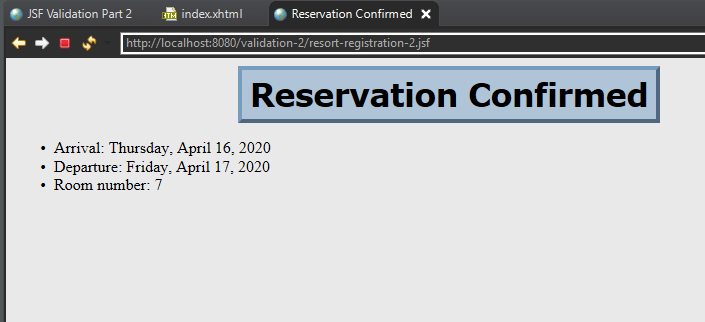 JSF Validation Part 2 index.xhtml Reservation Confirmed
http://localhost:8080/validation-2/resort-registration-2.jsf
Reservation Confirmed
• Arrival: Thursday, April 16, 2020
• Departure: Friday, April 17, 2020
• Room number: 7